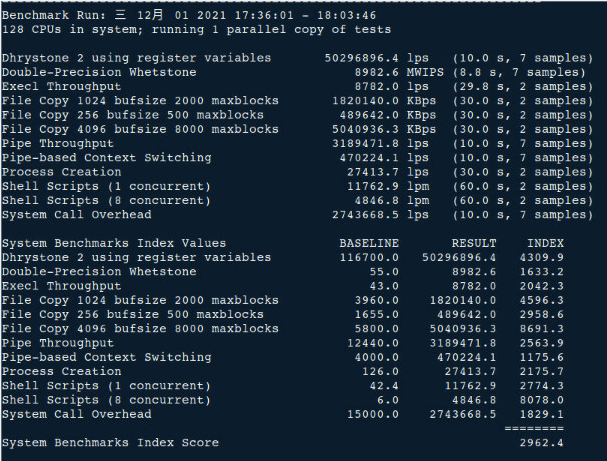 Benchmark Run: 三 12月 01 2021 17:36:01 - 18:03:46
128 CPUs in system; running 1 parallel copy of tests
Dhrystone 2 using register variables 50296896.4 lps (10.0 s, 7 samples)
Double-Precision Whetstone 8982.6 MWIPS (8.8 s, 7 samples)
Execl Throughput 8782.0 lps (29.8 s, 2 samples)
File Copy 1024 bufsize 2000 maxblocks 1820140.0 KBps (30.0 s, 2 samples)
File Copy 256 bufsize 500 maxblocks 489642.0 KBps (30.0 s, 2 samples)
File Copy 4096 bufsize 8000 maxblocks 5040936.3 KBps (30.0 s, 2 samples)
Pipe Throughput 3189471.8 lps (10.0 s, 7 samples)
Pipe-based Context Switching 470224.1 lps (10.0 s, 7 samples)
Process Creation 27413.7 lps (30.0 s, 2 samples)
Shell Scripts (1 concurrent) 11762.9 lpm (60.0 s, 2 samples)
Shell Scripts (8 concurrent) 4846.8 lpm (60.0 s, 2 samples)
System Call Overhead 2743668.5 lps (10.0 s, 7 samples)
System Benchmarks Index Values BASELINE RESULT INDEX
Dhrystone 2 using register variables 116700.0 50296896.4 4309.9
Double-Precision Whetstone 55.0 8982.6 1633.2
Execl Throughput 43.0 8782.0 2042.3
File Copy 1024 bufsize 2000 maxblocks 3960.0 1820140.0 4596.3
File Copy 256 bufsize 500 maxblocks 1655.0 489642.0 2958.6
File Copy 4096 bufsize 8000 maxblocks 5800.0 5040936.3 8691.3
Pipe Throughput 12440.0 3189471.8 2563.9
Pipe-based Context Switching 4000.0 470224.1 1175.6
Process Creation 126.0 27413.7 2175.7
Shell Scripts (1 concurrent) 42.4 11762.9 2774.3
Shell Scripts (8 concurrent) 6.0 4846.8 8078.0
System Call Overhead 15000.0 2743668.5 1829.1
========
System Benchmarks Index Score 2962.4